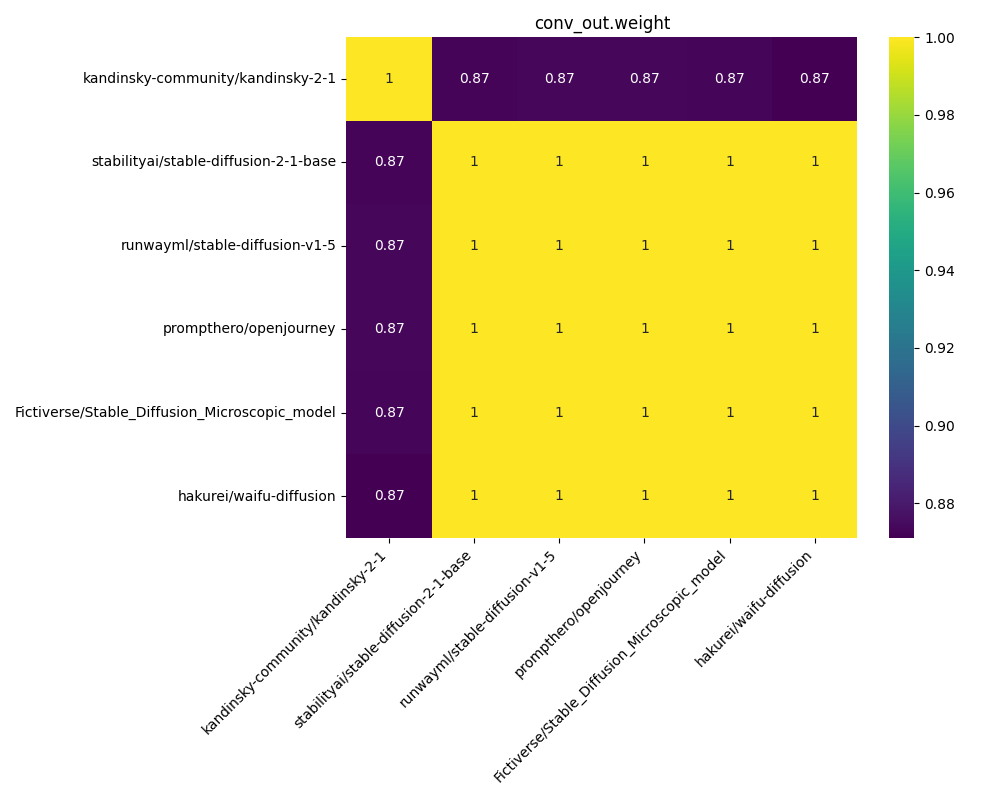 conv_out.weight
kandinsky-community/kandinsky-2-1 1 0.87 0.87 0.87 0.87 0.87
stabilityai/stable-diffusion-2-1-base 0.87 1 1 1 1 1
runwayml/stable-diffusion-v1-5 0.87 1 1 1 1 1
prompthero/openjourney 0.87 1 1 1 1 1
Fictiverse/Stable_Diffusion_Microscopic_model 0.87 1 1 1 1 1
hakurei/waifu-diffusion 0.87 1 1 1 1 1
kandinsky-community/kandinsky-2-1
stabilityai/stable-diffusion-2-1-base
runwayml/stable-diffusion-v1-5
prompthero/openjourney
Fictiverse/Stable_Diffusion_Microscopic_model
hakurei/waifu-diffusion
1.00
0.98
0.96
0.94
0.92
0.90
0.88